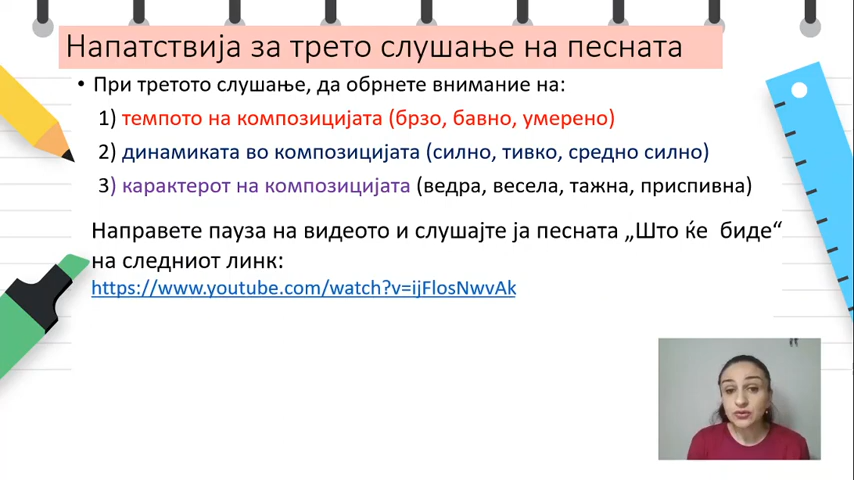 Напатствија за трето слушање на песната
• При третото слушање, да обрнете внимание на:
1) темпото на композицијата (брзо, бавно, умерено)
2) динамиката во композицијата (силно, тивко, средно силно)
3) карактерот на композицијата (ведра, весела, тажна, приспивна)
Направете пауза на видеото и слушајте ја песната „Што ќе биде“
на следниот линк:
https://www.youtube.com/watch?v=ijFlosNwvAk